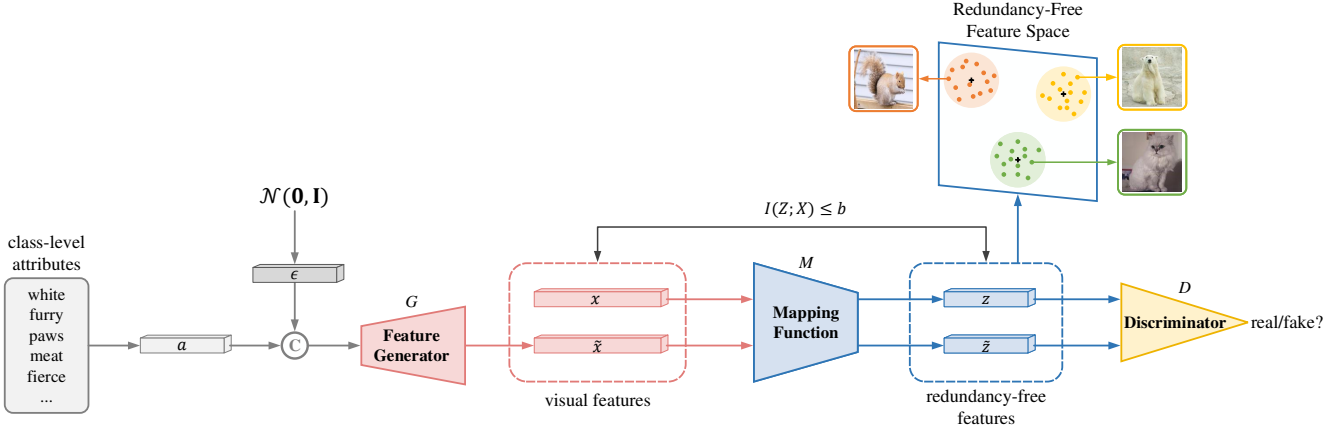 Redundancy-Free
Feature Space
𝒩(𝟎, 𝐈)
I(Z; X) ≤ b
class-level
attributes
white
furry
paws
meat
fierce
...
a
ϵ
C
G
Feature
Generator
x
x̃
visual features
M
Mapping
Function
z
z̃
redundancy-free
features
D
Discriminator
real/fake?